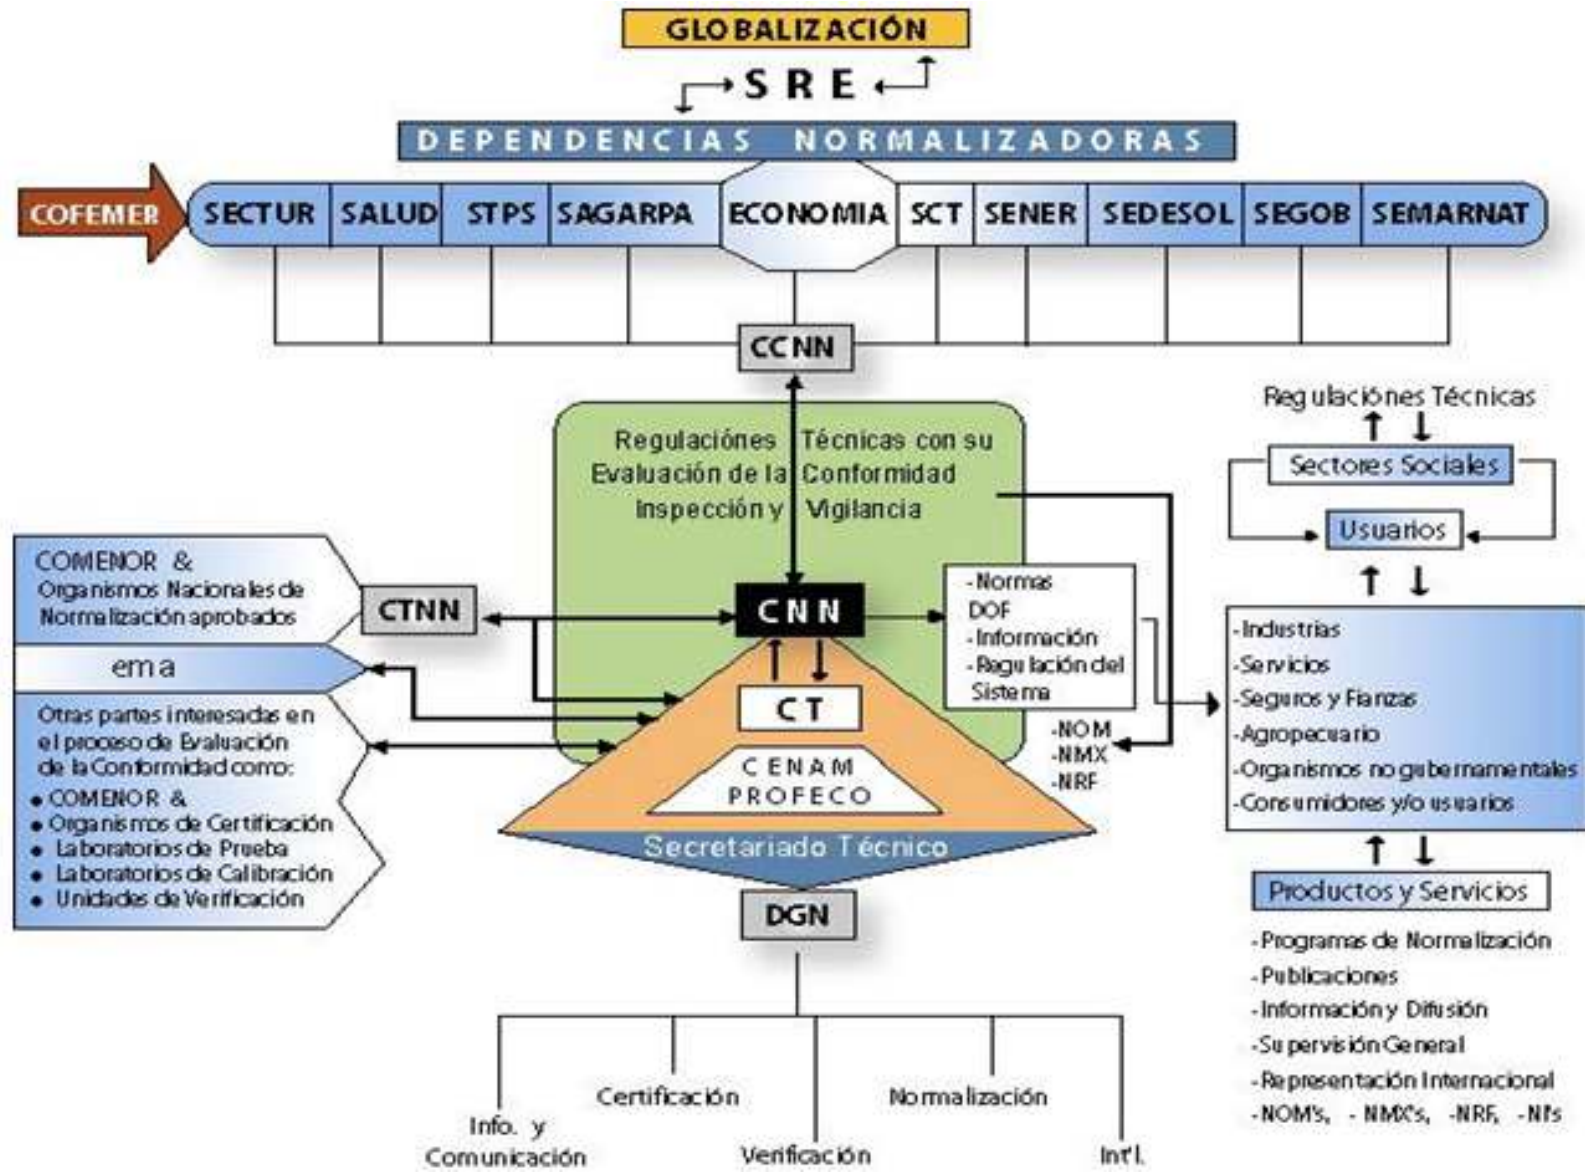 GLOBALIZACIÓN
SRE
DEPENDENCIAS NORMALIZADORAS
COFEMER
SECTUR
SALUD
STPS
SAGARPA
ECONOMIA
SCT
SENER
SEDESOL
SEGOB
SEMARNAT
CCNN
Regulaciónes Técnicas con su
Evaluación de la Conformidad
Inspección y Vigilancia
COMENOR &
Organismos Nacionales de
Normalización aprobados
CTNN
ema
Otras partes interesadas en
el proceso de Evaluación
de la Conformidad como:
• COMENOR &
• Organismos de Certificación
• Laboratorios de Prueba
• Laboratorios de Calibración
• Unidades de Verificación
CNN
CT
CENAM
PROFECO
Secretariado Técnico
DGN
Info. y
Comunicación
Certificación
Verificación
Normalización
Int'l.
-Normas
DOF
-Información
-Regulación del
Sistema
-NOM
-NMX
-NRF
Regulaciónes Técnicas
Sectores Sociales
Usuarios
-Industrias
-Servicios
-Seguros y Fianzas
-Agropecuario
-Organismos no gubernamentales
-Consumidores y/o usuarios
Productos y Servicios
-Programas de Normalización
-Publicaciones
-Información y Difusión
-Supervisión General
-Representación Internacional
-NOM's, -NMX's, -NRF, -NI's